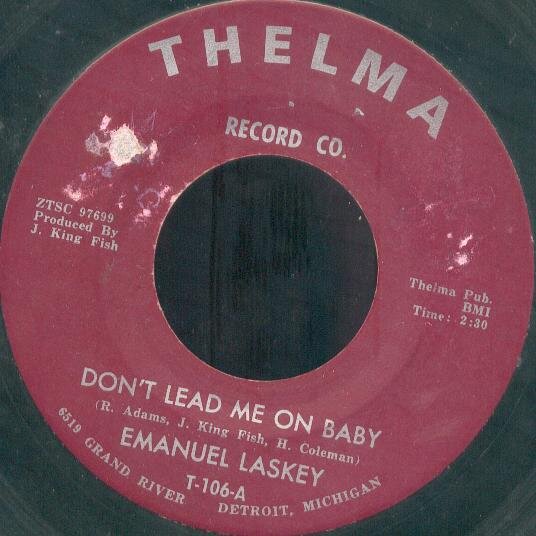 THELMA
RECORD CO.
ZTSC 97699
Produced By
J. King Fish
Thelma Pub.
BMI
Time: 2:30
DON'T LEAD ME ON BABY
(R. Adams, J. King Fish, H. Coleman)
EMANUEL LASKEY
T-106-A
6519 GRAND RIVER DETROIT, MICHIGAN